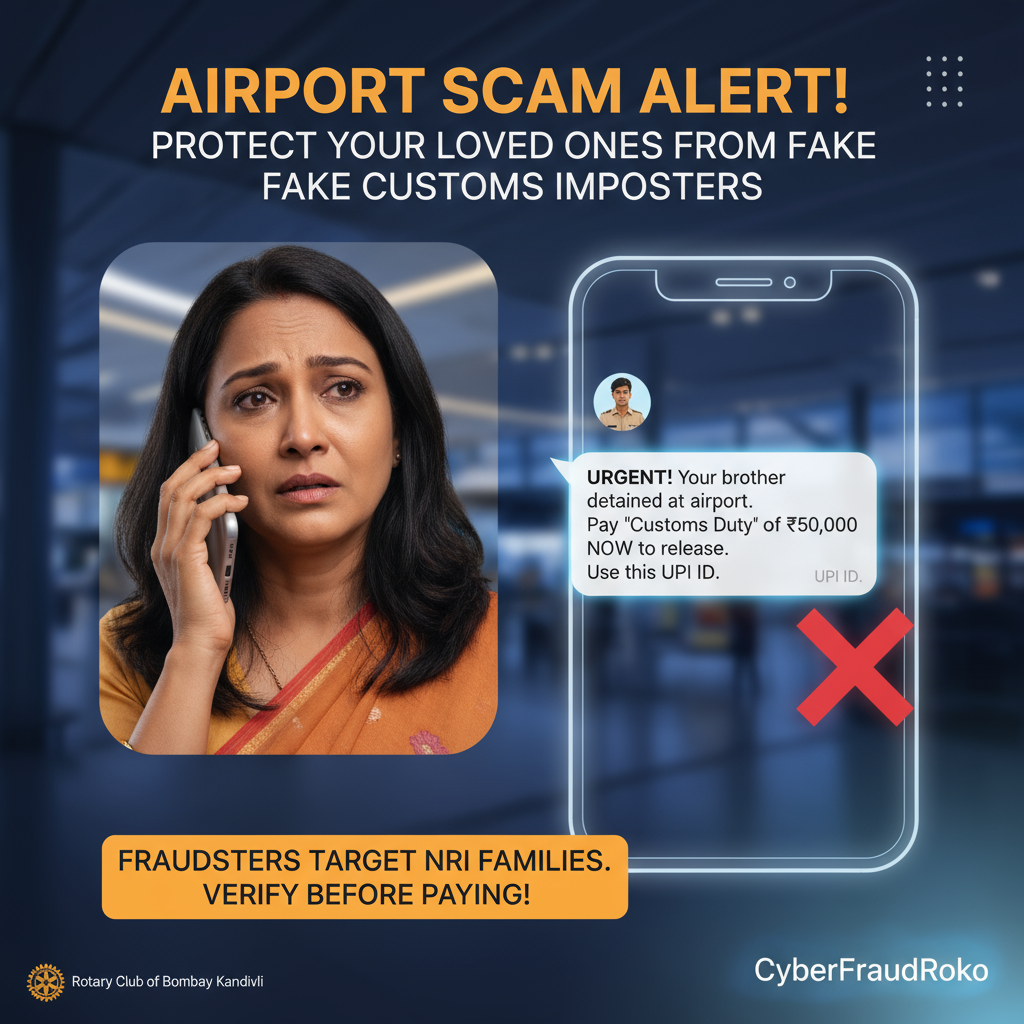 AIRPORT SCAM ALERT!
PROTECT YOUR LOVED ONES FROM FAKE
FAKE CUSTOMS IMPOSTERS
URGENT! Your brother
detained at airport.
Pay "Customs Duty" of ₹50,000
NOW to release.
Use this UPI ID.
UPI ID.
FRAUDSTERS TARGET NRI FAMILIES.
VERIFY BEFORE PAYING!
Rotary Club of Bombay Kandivli
CyberFraudRoko